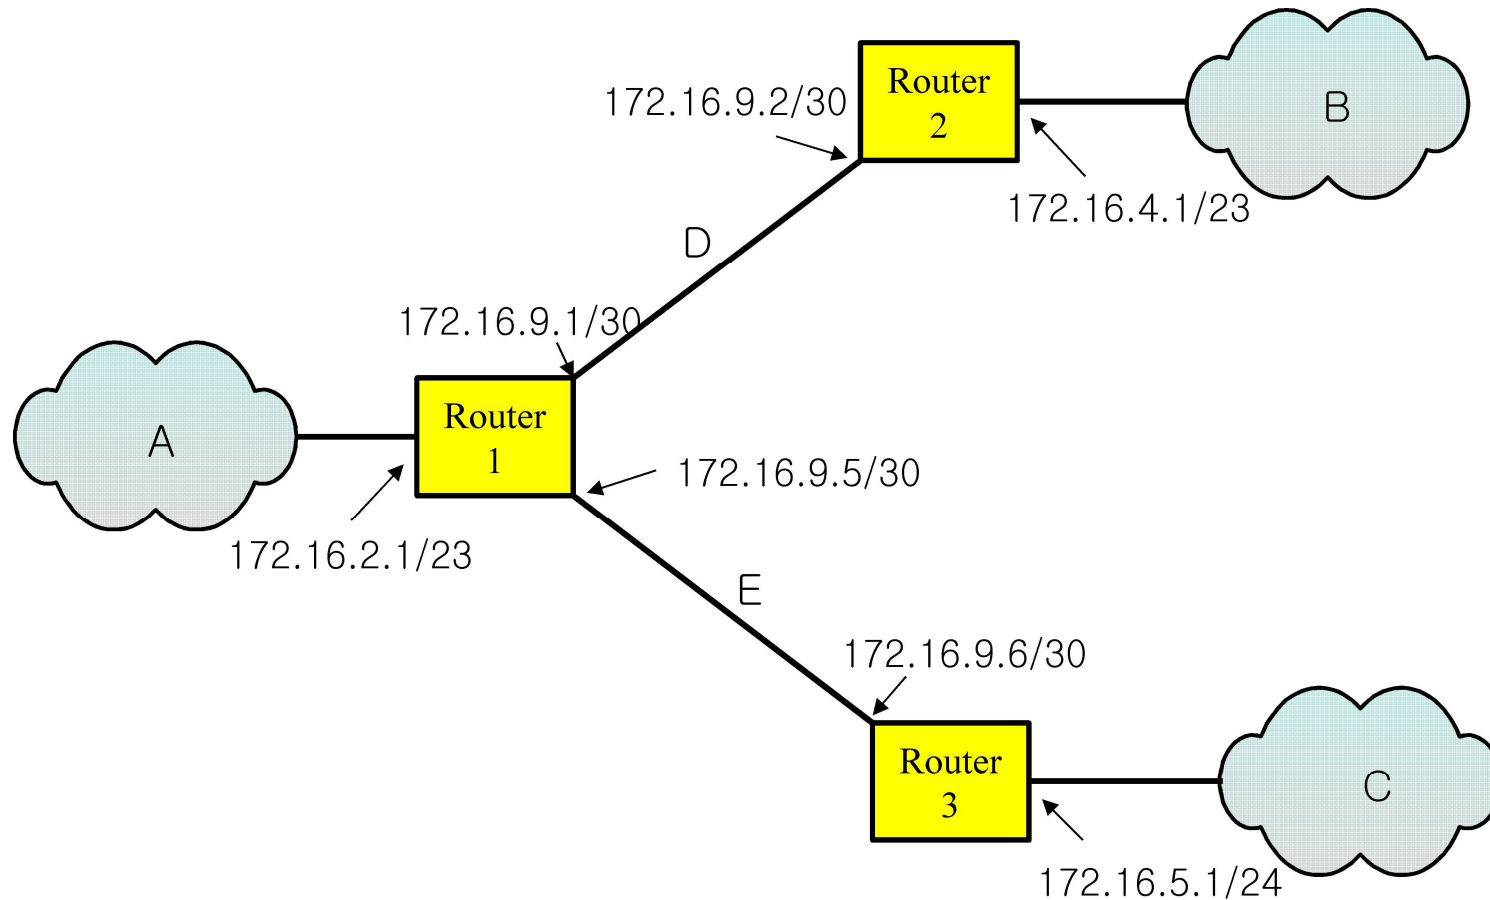 Router
2
172.16.9.2/30
B
172.16.4.1/23
D
172.16.9.1/30
Router
1
A
172.16.9.5/30
172.16.2.1/23
E
172.16.9.6/30
Router
3
C
172.16.5.1/24